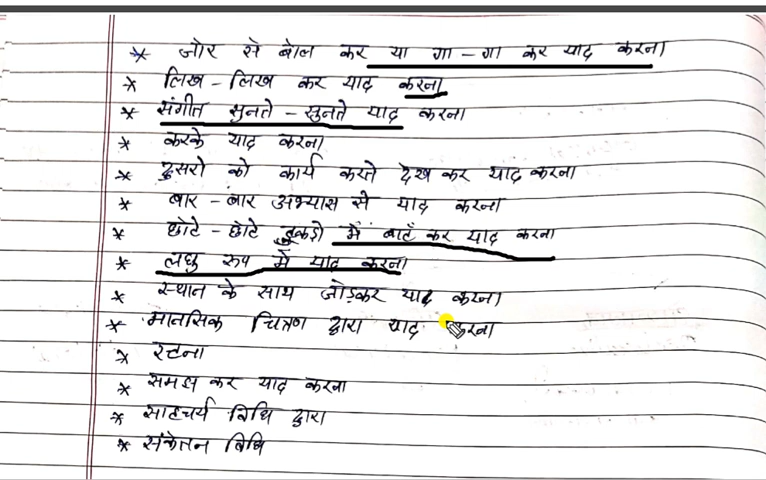 * जोर से बोल कर या गा-गा कर याद करना
* लिख-लिख कर याद करना
* संगीत सुनते-सुनते याद करना
* करके याद करना
* दुसरो को कार्य करते देख कर याद करना
* बार-बार अभ्यास से याद करना
* छोटे-छोटे टुकड़ो में बाटँ कर याद करना
* लघु रूप में याद करना
* स्थान के साथ जोड़कर याद करना
* मानसिक चित्रण द्वारा याद करना
* रटना
* समझ कर याद करना
* साहचर्य विधि द्वारा
* संकेतन विधि